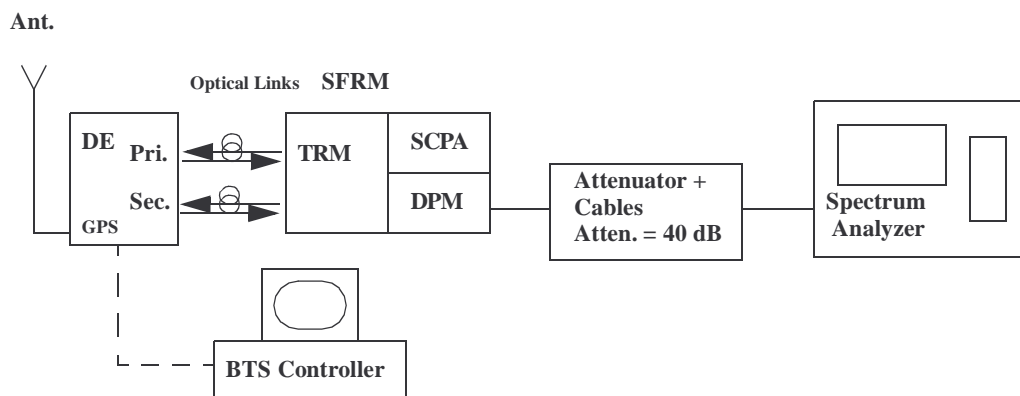 Ant.
Optical Links SFRM
DE
Pri.
Sec.
GPS
TRM
SCPA
DPM
Attenuator +
Cables
Atten. = 40 dB
Spectrum
Analyzer
BTS Controller